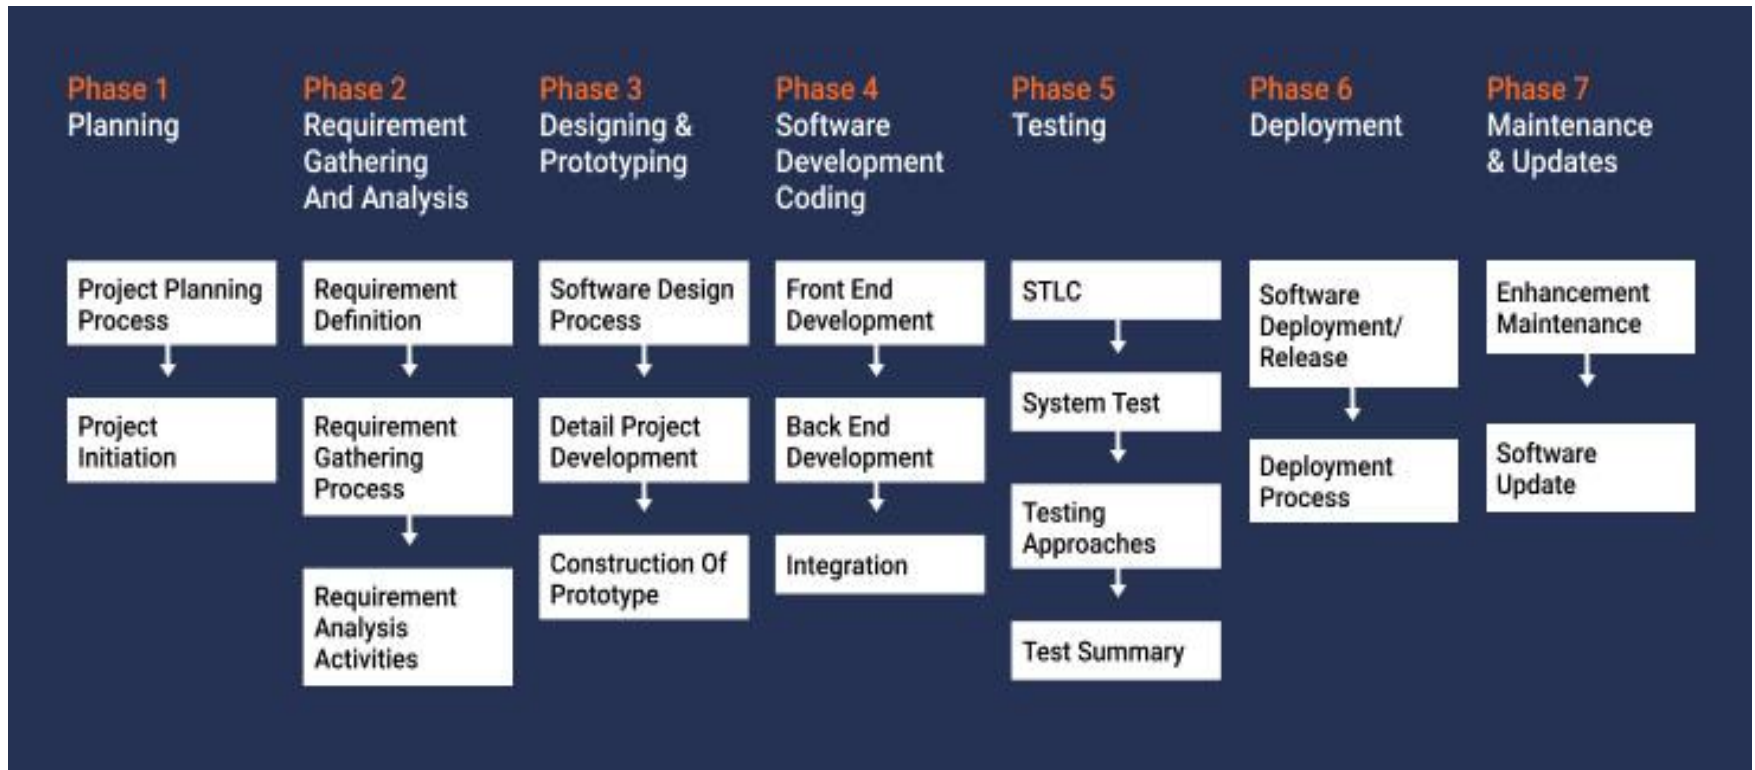 Phase 1
Planning
Project Planning
Process
Project
Initiation
Phase 2
Requirement
Gathering
And Analysis
Requirement
Definition
Requirement
Gathering
Process
Requirement
Analysis
Activities
Phase 3
Designing &
Prototyping
Software Design
Process
Detail Project
Development
Construction Of
Prototype
Phase 4
Software
Development
Coding
Front End
Development
Back End
Development
Integration
Phase 5
Testing
STLC
System Test
Testing
Approaches
Test Summary
Phase 6
Deployment
Software
Deployment/
Release
Deployment
Process
Phase 7
Maintenance
& Updates
Enhancement
Maintenance
Software
Update